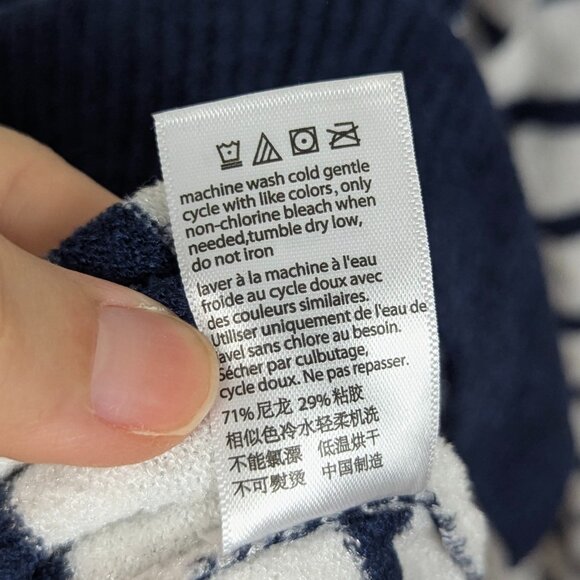 machine wash cold gentle
cycle with like colors, only
non-chlorine bleach when
needed,tumble dry low,
do not iron
laver à la machine à l'eau
froide au cycle doux avec
des couleurs similaires.
Utiliser uniquement de l'eau de
avel sans chlore au besoin.
Sécher par culbutage,
cycle doux. Ne pas repasser.
71%尼龙 29%粘胶
相似色冷水轻柔机洗
不能氯漂 低温烘干
不可熨烫 中国制造